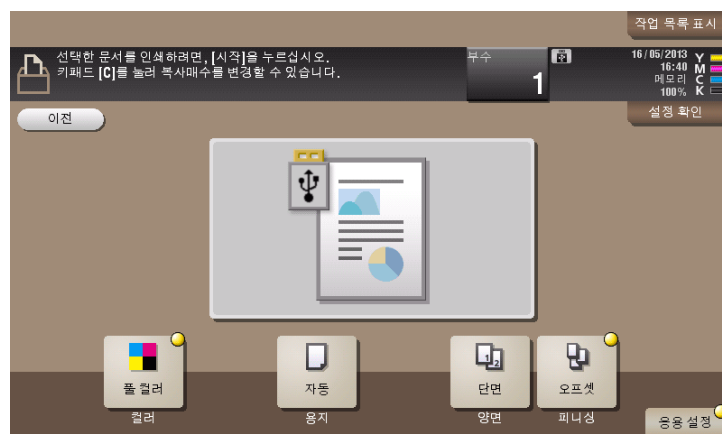 작업 목록 표시
선택한 문서를 인쇄하려면, [시작]을 누르십시오.
키패드 [C]를 눌러 복사매수를 변경할 수 있습니다.
부수
1
16/05/2013
16:40
메모리
100%
Y
M
C
K
이전
설정 확인
1
2
풀 컬러
자동
단면
오프셋
컬러
용지
양면
피니싱
응용 설정